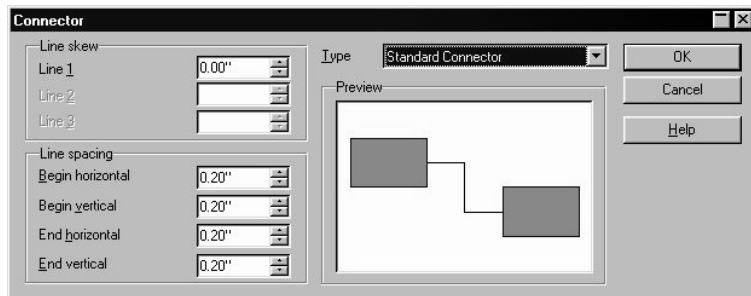 Connector
Line skew
Line 1 0.00"
Line 2
Line 3
Line spacing
Begin horizontal 0.20"
Begin vertical 0.20"
End horizontal 0.20"
End vertical 0.20"
Type Standard Connector
Preview
OK
Cancel
Help